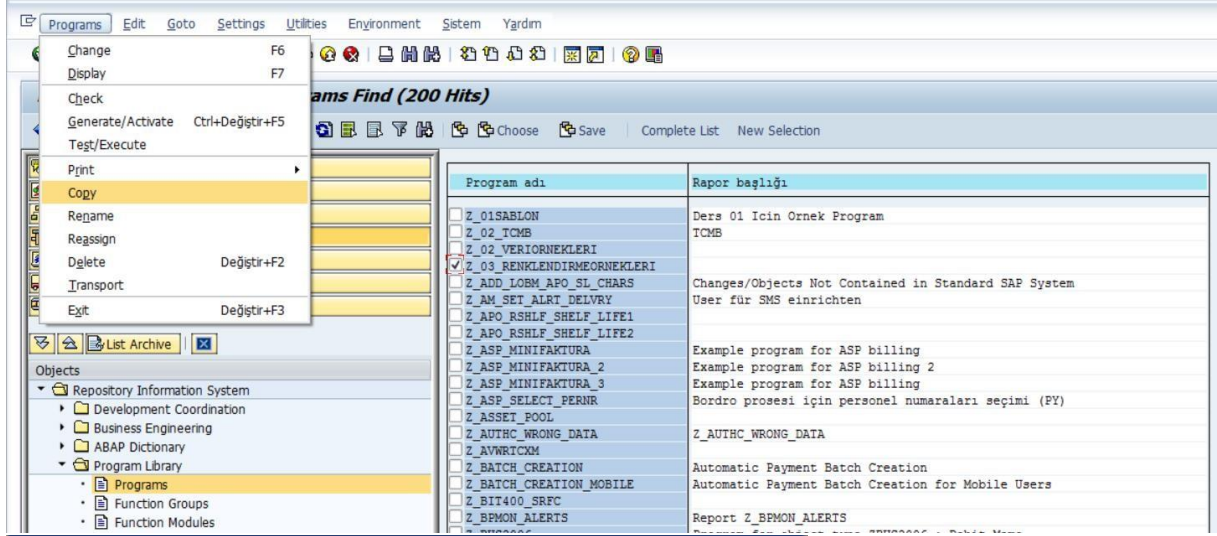 Programs Edit Goto Settings Utilities Environment Sistem Yardım
Change F6
Display F7
Check
Generate/Activate Ctrl+Değiştir+F5
Test/Execute
Print
Copy
Rename
Reassign
Delete Değiştir+F2
Transport
Exit Değiştir+F3
ams Find (200 Hits)
Choose Save Complete List New Selection
List Archive
Objects
Repository Information System
Development Coordination
Business Engineering
ABAP Dictionary
Program Library
Programs
Function Groups
Function Modules
Program adı Rapor başlığı
Z_01SABLON Ders 01 Icin Ornek Program
Z_02_TCMB TCMB
Z_02_VERIORNEKLERI
Z_03_RENKLENDIRMEORNEKLERI
Z_ADD_LOBM_APO_SL_CHARS Changes/Objects Not Contained in Standard SAP System
Z_AM_SET_ALRT_DELVRY User für SMS einrichten
Z_APO_RSHLF_SHELF_LIFE1
Z_APO_RSHLF_SHELF_LIFE2
Z_ASP_MINIFAKTURA Example program for ASP billing
Z_ASP_MINIFAKTURA_2 Example program for ASP billing 2
Z_ASP_MINIFAKTURA_3 Example program for ASP billing
Z_ASP_SELECT_PERNR Bordro prosesi için personel numaraları seçimi (PY)
Z_ASSET_POOL
Z_AUTHC_WRONG_DATA Z_AUTHC_WRONG_DATA
Z_AVWRTCXM
Z_BATCH_CREATION Automatic Payment Batch Creation
Z_BATCH_CREATION_MOBILE Automatic Payment Batch Creation for Mobile Users
Z_BIT400_SRFC
Z_BPMON_ALERTS Report Z_BPMON_ALERTS